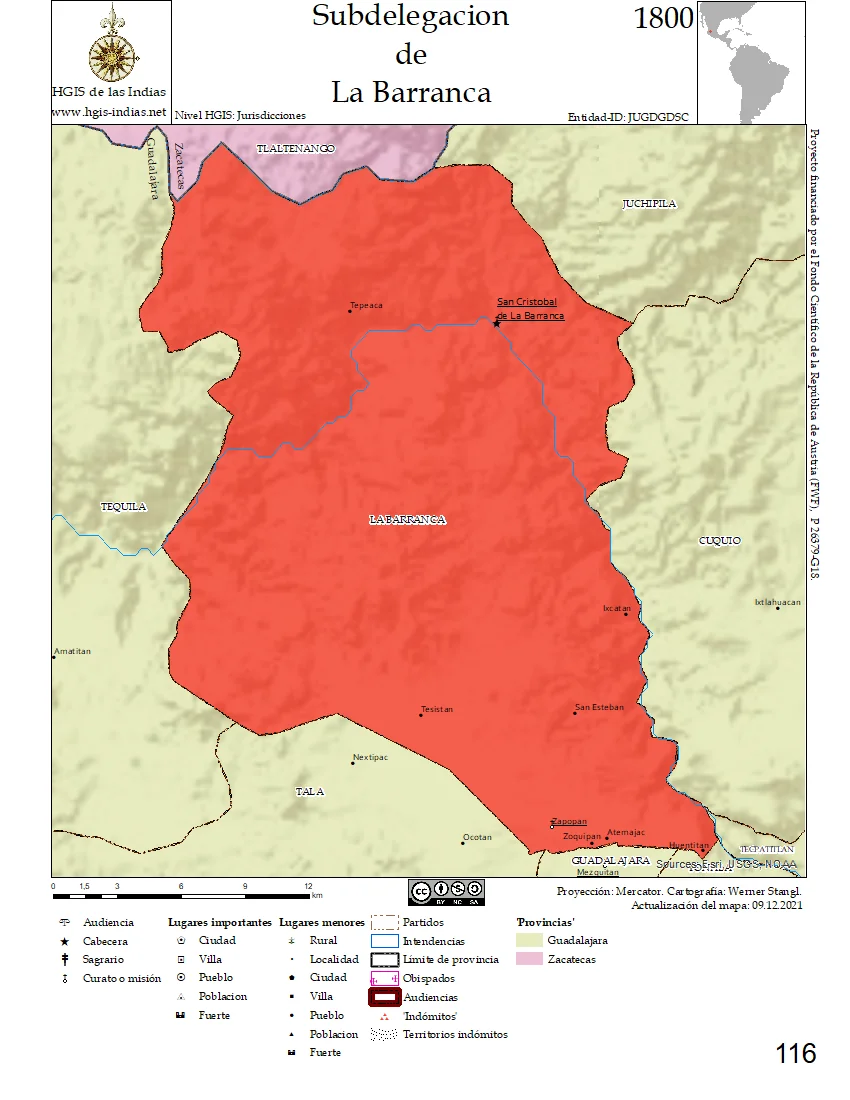 Subdelegacion
de
La Barranca
1800
HGIS de las Indias
www.hgis-indias.net
Nivel HGIS: Jurisdicciones
Entidad-ID: JUGDGDSC
Guadalajara
Zacatecas
TLALTENANGO
JUCHIPILA
Tepeaca
San Cristobal
de La Barranca
TEQUILA
LA BARRANCA
CUQUIO
Ixcatan
Ixtlahuacan
Amatitan
Tesistan
San Esteban
Nextipac
TALA
Zapopan
Ocotan
Zoquipan
Atemajac
Huentitan
TECPATITLAN
GUADALAJARA
Sources: Esri, USGS, NOAA
TONALA
Mezquitan
Proyecto financiado por el Fondo Científico de la República de Austria (FWF), P 26379-G18.
0 1,5 3 6 9 12
km
CC BY NC SA
Proyección: Mercator. Cartografía: Werner Stangl.
Actualización del mapa: 09.12.2021
Audiencia
Cabecera
Sagrario
Curato o misión
Lugares importantes
Ciudad
Villa
Pueblo
Poblacion
Fuerte
Lugares menores
Rural
Localidad
Ciudad
Villa
Pueblo
Poblacion
Fuerte
Partidos
Intendencias
Límite de provincia
Obispados
Audiencias
'Indómitos'
Territorios indómitos
'Provincias'
Guadalajara
Zacatecas
116